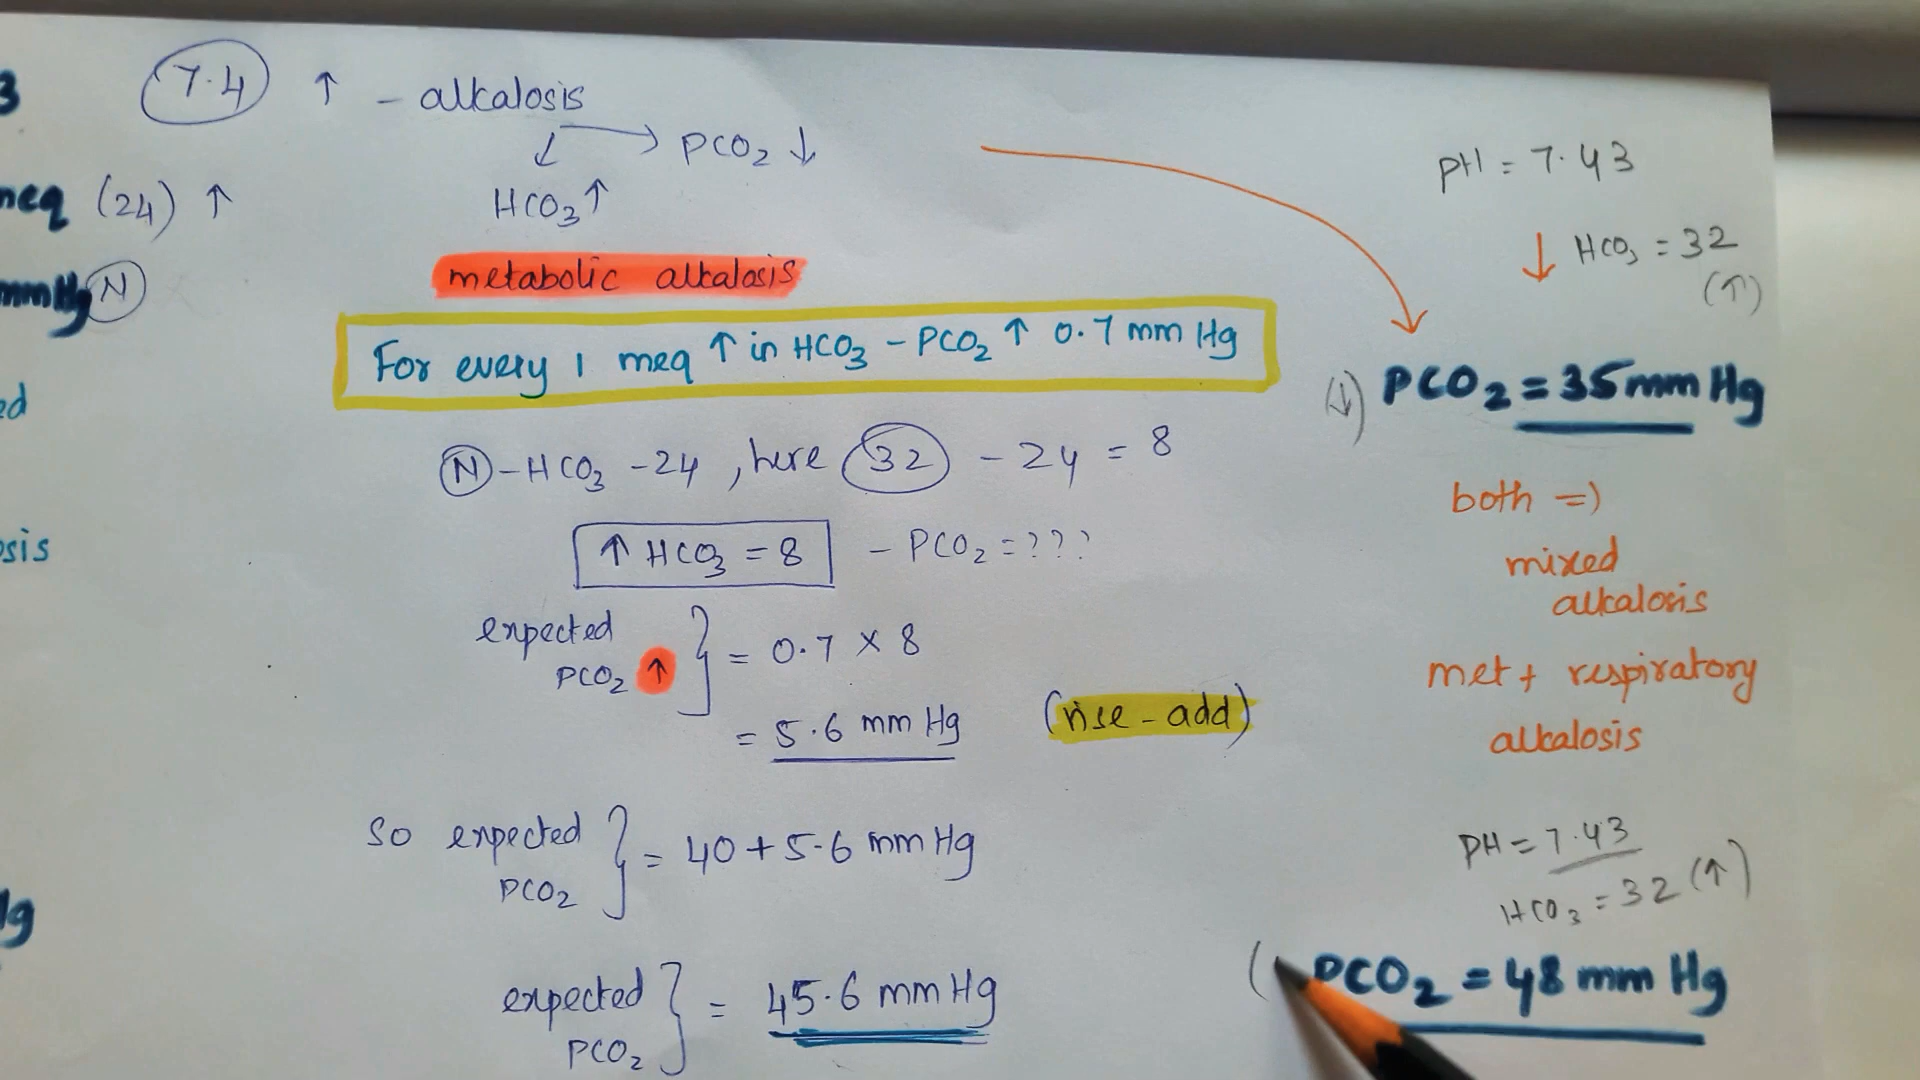 3
7.4 ↑ - alkalosis
PCO2 ↓
HCO3 ↑
meq (24) ↑
mmHg N
metabolic alkalosis
For every 1 meq ↑ in HCO3 - PCO2 ↑ 0.7 mm Hg
N - HCO3 - 24, here 32 - 24 = 8
↑ HCO3 = 8 - PCO2 = ???
expected
PCO2 ↑ } = 0.7 × 8
= 5.6 mm Hg (rise - add)
so expected
PCO2 } = 40 + 5.6 mm Hg
expected
PCO2 } = 45.6 mm Hg
PH = 7.43
↓ HCO3 = 32
(↑)
(↓) PCO2 = 35 mm Hg
both =)
mixed
alkalosis
met + respiratory
alkalosis
PH = 7.43
HCO3 = 32 (↑)
( PCO2 = 48 mm Hg